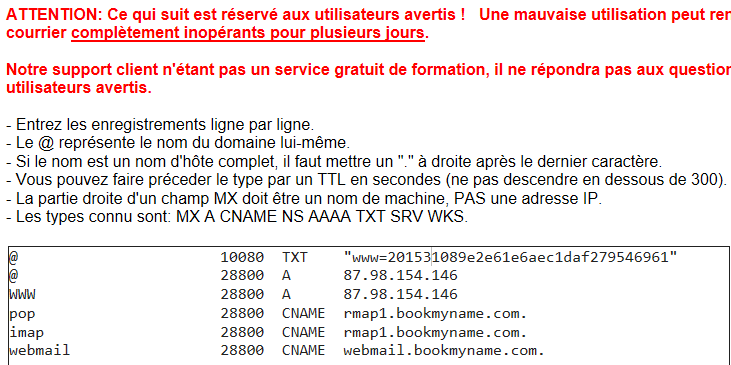 ATTENTION: Ce qui suit est réservé aux utilisateurs avertis ! Une mauvaise utilisation peut
courrier complètement inopérants pour plusieurs jours.
Notre support client n'étant pas un service gratuit de formation, il ne répondra pas aux
utilisateurs avertis.
- Entrez les enregistrements ligne par ligne.
- Le @ représente le nom du domaine lui-même.
- Si le nom est un nom d'hôte complet, il faut mettre un "." à droite après le dernier caractère.
- Vous pouvez faire précéder le type par un TTL en secondes (ne pas descendre en dessous de 300).
- La partie droite d'un champ MX doit être un nom de machine, PAS une adresse IP.
- Les types connu sont: MX A CNAME NS AAAA TXT SRV WKS.
@ 10080 TXT "www=201531089e2e61e6aec1daf279546961"
@ 28800 A 87.98.154.146
www 28800 A 87.98.154.146
pop 28800 CNAME rmap1.bookmyname.com.
imap 28800 CNAME rmap1.bookmyname.com.
webmail 28800 CNAME webmail.bookmyname.com.